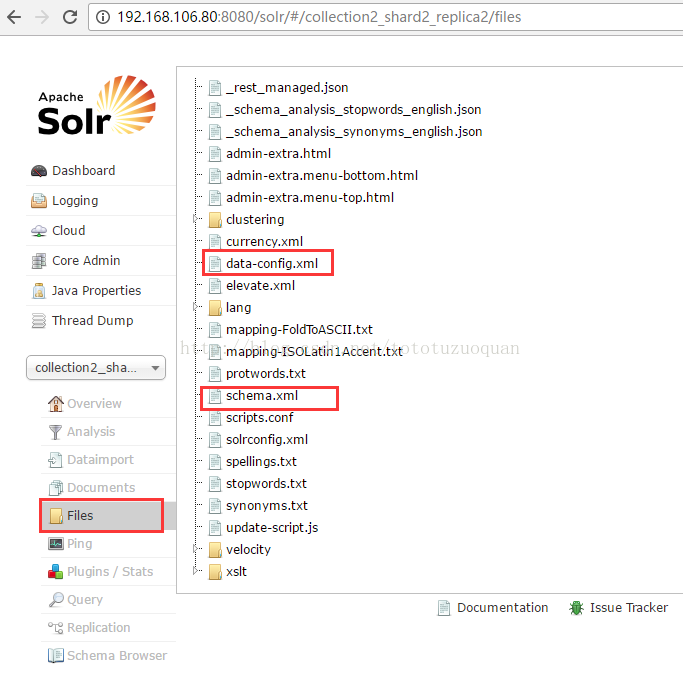 192.168.106.80:8080/solr/#/collection2_shard2_replica2/files
Apache
Solr
Dashboard
Logging
Cloud
Core Admin
Java Properties
Thread Dump
collection2_sha...
Overview
Analysis
Dataimport
Documents
Files
Ping
Plugins / Stats
Query
Replication
Schema Browser
_rest_managed.json
_schema_analysis_stopwords_english.json
_schema_analysis_synonyms_english.json
admin-extra.html
admin-extra.menu-bottom.html
admin-extra.menu-top.html
clustering
currency.xml
data-config.xml
elevate.xml
lang
mapping-FoldToASCII.txt
http://blog.csdn.net/tototuzuoquan
mapping-ISOLatin1Accent.txt
protwords.txt
schema.xml
scripts.conf
solrconfig.xml
spellings.txt
stopwords.txt
synonyms.txt
update-script.js
velocity
xslt
Documentation
Issue Tracker